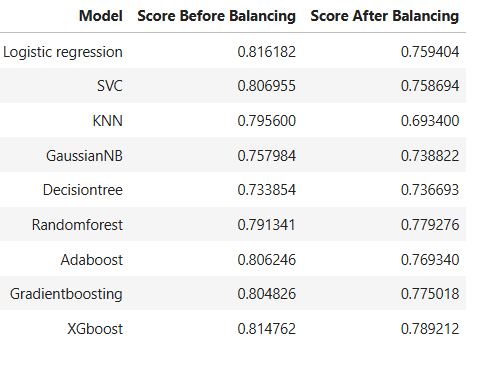 Model Score Before Balancing Score After Balancing
Logistic regression 0.816182 0.759404
SVC 0.806955 0.758694
KNN 0.795600 0.693400
GaussianNB 0.757984 0.738822
Decisiontree 0.733854 0.736693
Randomforest 0.791341 0.779276
Adaboost 0.806246 0.769340
Gradientboosting 0.804826 0.775018
XGboost 0.814762 0.789212